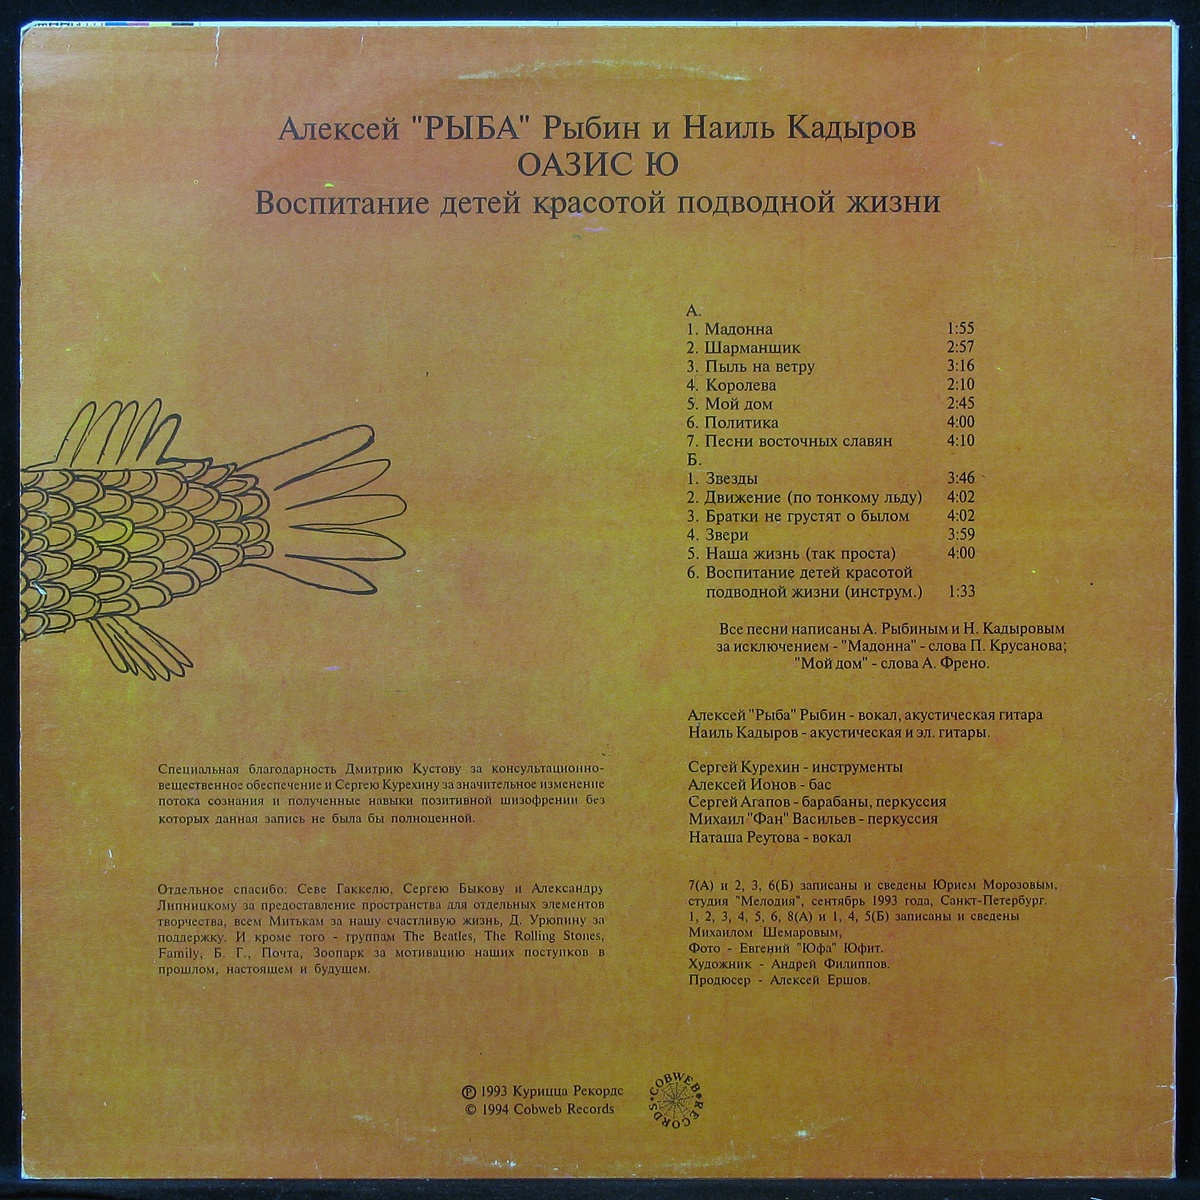 Алексей "РЫБА" Рыбин и Наиль Кадыров
ОАЗИС Ю
Воспитание детей красотой подводной жизни
А.
1. Мадонна 1:55
2. Шарманщик 2:57
3. Пыль на ветру 3:16
4. Королева 2:10
5. Мой дом 2:45
6. Политика 4:00
7. Песни восточных славян 4:10
Б.
1. Звезды 3:46
2. Движение (по тонкому льду) 4:02
3. Братки не грустят о былом 4:02
4. Звери 3:59
5. Наша жизнь (так проста) 4:00
6. Воспитание детей красотой
подводной жизни (инструм.) 1:33
Все песни написаны А. Рыбиным и Н. Кадыровым
за исключением - "Мадонна" - слова П. Крусанова;
"Мой дом" - слова А. Френо.
Алексей "Рыба" Рыбин - вокал, акустическая гитара
Наиль Кадыров - акустическая и эл. гитары.
Сергей Курехин - инструменты
Алексей Ионов - бас
Сергей Агапов - барабаны, перкуссия
Михаил "Фан" Васильев - перкуссия
Наташа Реутова - вокал
Специальная благодарность Дмитрию Кустову за консультационно-
вещественное обеспечение и Сергею Курехину за значительное изменение
потока сознания и полученные навыки позитивной шизофрении без
которых данная запись не была бы полноценной.
Отдельное спасибо: Севе Гаккелю, Сергею Быкову и Александру
Липницкому за предоставление пространства для отдельных элементов
творчества, всем Митькам за нашу счастливую жизнь, Д. Урюпину за
поддержку. И кроме того - группам The Beatles, The Rolling Stones,
Family, Б. Г., Почта, Зоопарк за мотивацию наших поступков в
прошлом, настоящем и будущем.
7(А) и 2, 3, 6(Б) записаны и сведены Юрием Морозовым,
студия "Мелодия", сентябрь 1993 года, Санкт-Петербург.
1, 2, 3, 4, 5, 6, 8(А) и 1, 4, 5(Б) записаны и сведены
Михаилом Шемаровым,
Фото - Евгений "Юфа" Юфит.
Художник - Андрей Филиппов.
Продюсер - Алексей Ершов.
℗ 1993 Курицца Рекордс
© 1994 Cobweb Records
COBWEB RECORDS